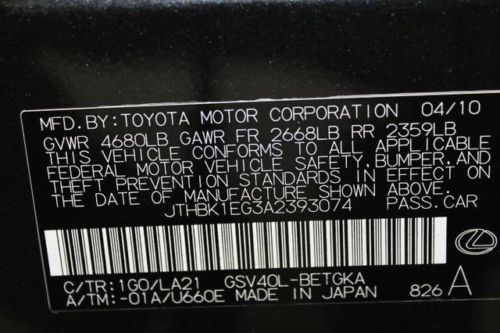 MFD.BY:TOYOTA MOTOR CORPORATION 04/10
GVWR 4680LB GAWR FR 2668LB RR 2359LB
THIS VEHICLE CONFORMS TO ALL APPLICABLE
FEDERAL MOTOR VEHICLE SAFETY,BUMPER,AND
THEFT PREVENTION STANDARDS IN EFFECT ON
THE DATE OF MANUFACTURE SHOWN ABOVE.
JTHBK1EG3A2393074 PASS.CAR
C/TR:1G0/LA21 GSV40L-BETGKA
A/TM:-01A/U660E MADE IN JAPAN 826 A